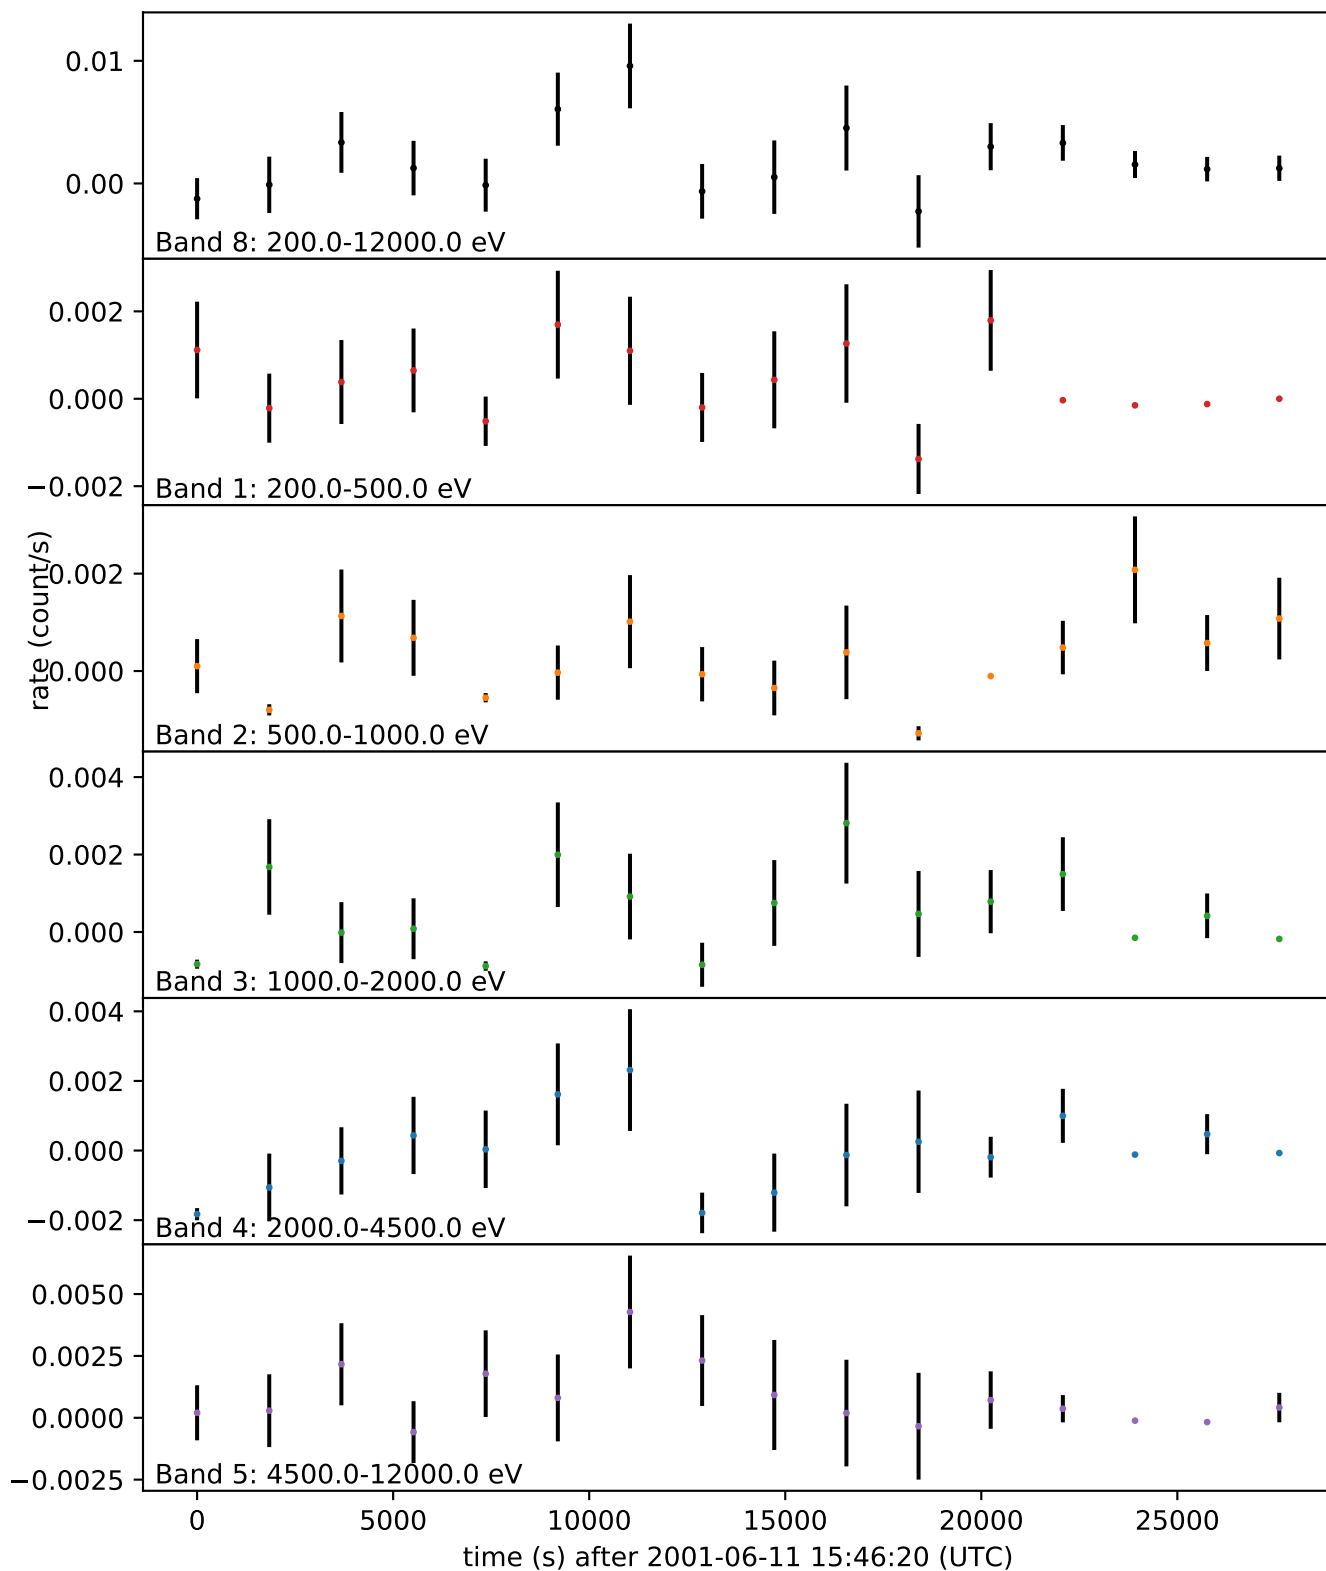 0.01
0.00
Band 8: 200.0-12000.0 eV
0.002
0.000
−0.002
Band 1: 200.0-500.0 eV
rate (count/s)
0.002
0.000
Band 2: 500.0-1000.0 eV
0.004
0.002
0.000
Band 3: 1000.0-2000.0 eV
0.004
0.002
0.000
−0.002
Band 4: 2000.0-4500.0 eV
0.0050
0.0025
0.0000
−0.0025
Band 5: 4500.0-12000.0 eV
0 5000 10000 15000 20000 25000
time (s) after 2001-06-11 15:46:20 (UTC)